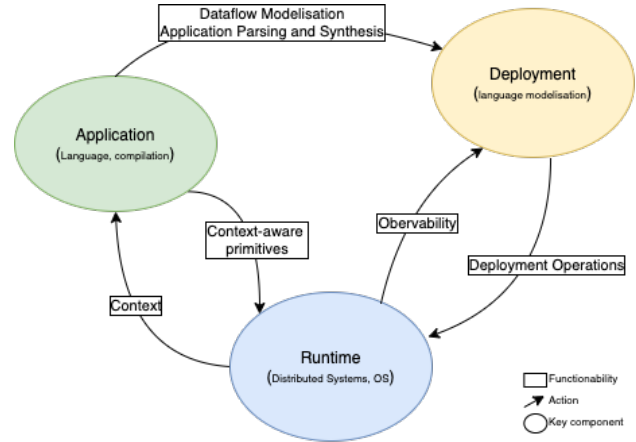 Dataflow Modelisation
Application Parsing and Synthesis
Deployment
(language modelisation)
Application
(Language, compilation)
Context-aware
primitives
Obervability
Deployment Operations
Context
Runtime
(Distributed Systems, OS)
Functionability
Action
Key component